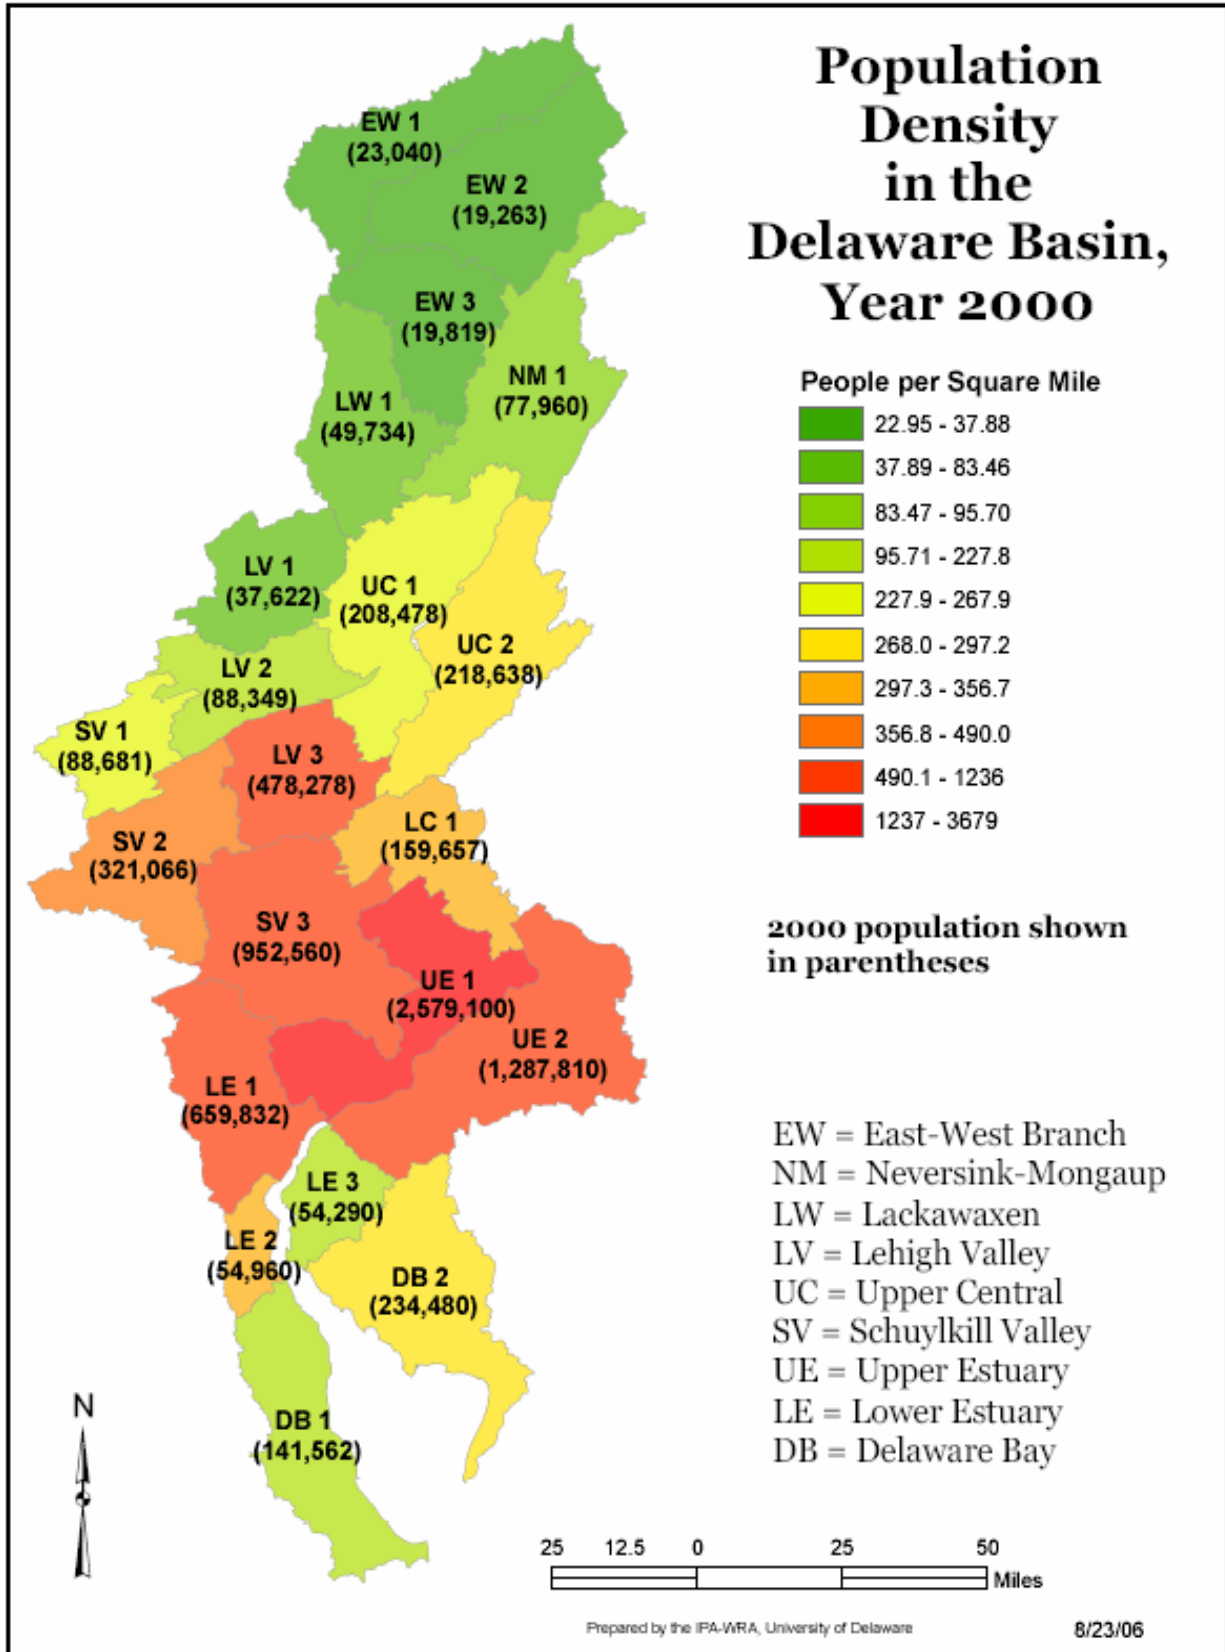 Population
Density
in the
Delaware Basin,
Year 2000
People per Square Mile
22.95 - 37.88
37.89 - 83.46
83.47 - 95.70
95.71 - 227.8
227.9 - 267.9
268.0 - 297.2
297.3 - 356.7
356.8 - 490.0
490.1 - 1236
1237 - 3679
2000 population shown
in parentheses
EW = East-West Branch
NM = Neversink-Mongaup
LW = Lackawaxen
LV = Lehigh Valley
UC = Upper Central
SV = Schuylkill Valley
UE = Upper Estuary
LE = Lower Estuary
DB = Delaware Bay
EW 1
(23,040)
EW 2
(19,263)
EW 3
(19,819)
NM 1
(77,960)
LW 1
(49,734)
LV 1
(37,622)
UC 1
(208,478)
UC 2
(218,638)
LV 2
(88,349)
SV 1
(88,681)
LV 3
(478,278)
SV 2
(321,066)
LC 1
(159,657)
SV 3
(952,560)
UE 1
(2,579,100)
UE 2
(1,287,810)
LE 1
(659,832)
LE 3
(54,290)
LE 2
(54,960)
DB 2
(234,480)
DB 1
(141,562)
N
25 12.5 0 25 50
Miles
Prepared by the IPA-WRA, University of Delaware
8/23/06